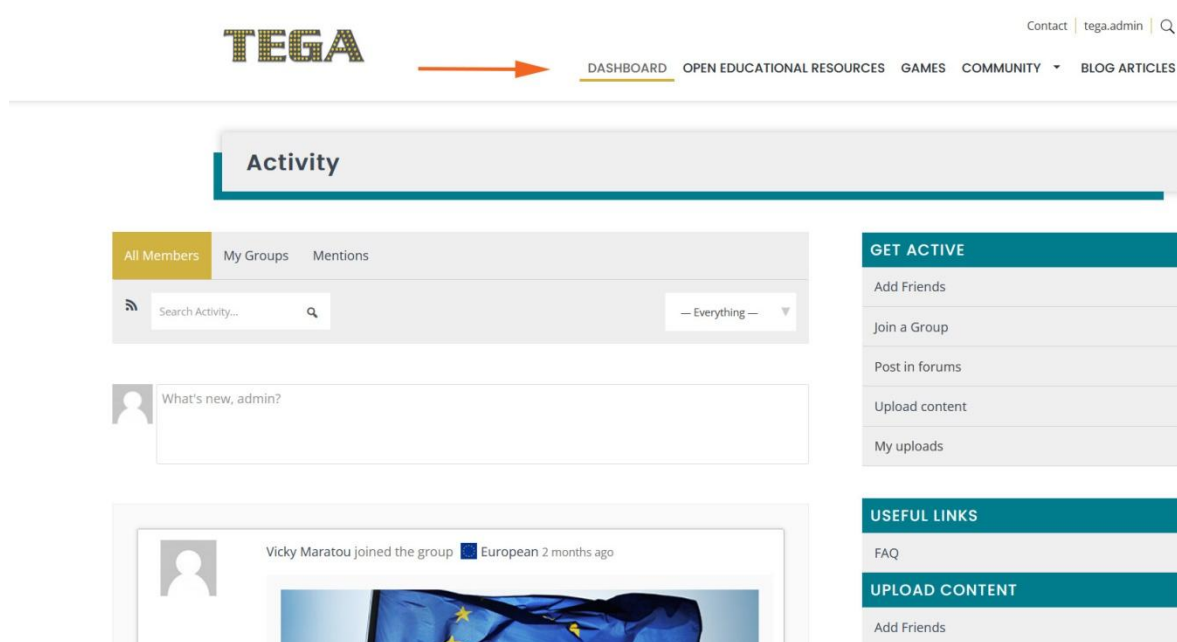 Contact tega.admin
TEGA
DASHBOARD OPEN EDUCATIONAL RESOURCES GAMES COMMUNITY BLOG ARTICLES
Activity
All Members My Groups Mentions
Search Activity...
— Everything —
What's new, admin?
Vicky Maratou joined the group European 2 months ago
GET ACTIVE
Add Friends
Join a Group
Post in forums
Upload content
My uploads
USEFUL LINKS
FAQ
UPLOAD CONTENT
Add Friends